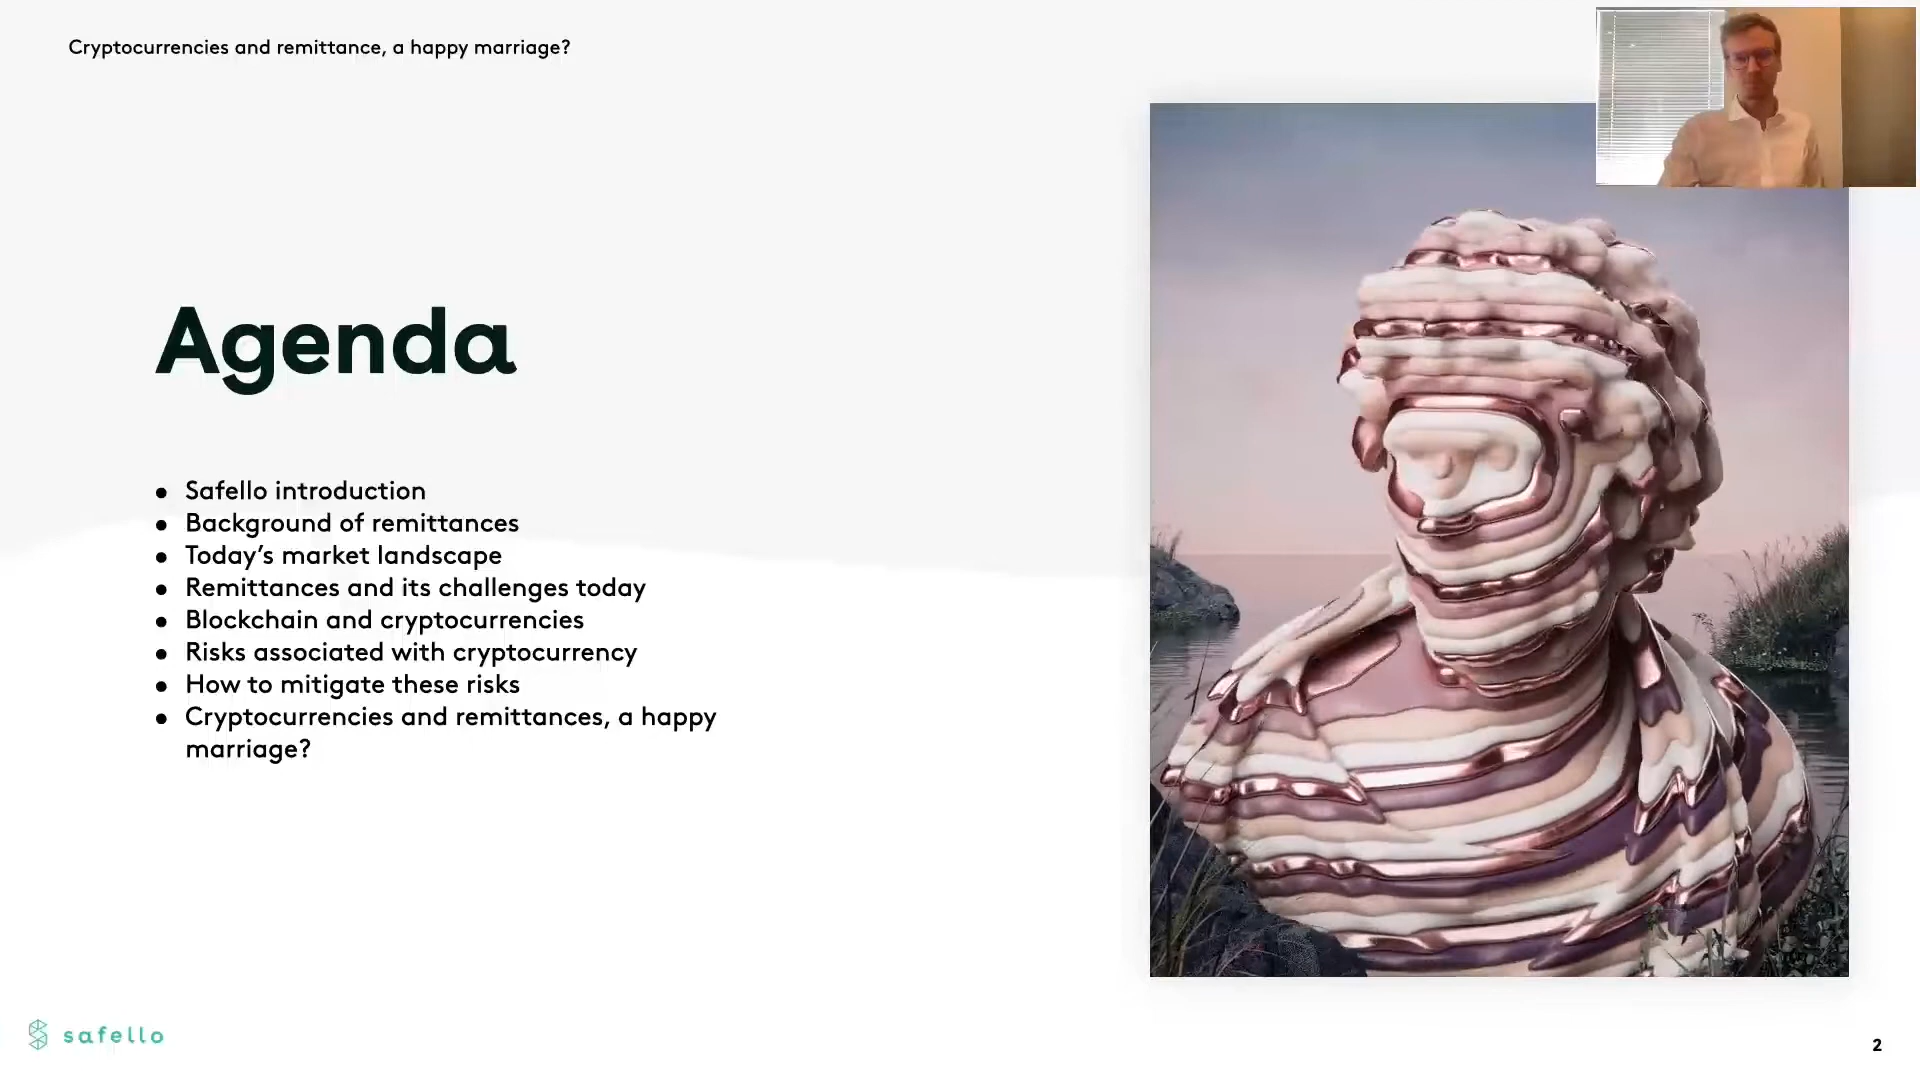 Cryptocurrencies and remittance, a happy marriage?
Agenda
● Safello introduction
● Background of remittances
● Today’s market landscape
● Remittances and its challenges today
● Blockchain and cryptocurrencies
● Risks associated with cryptocurrency
● How to mitigate these risks
● Cryptocurrencies and remittances, a happy
marriage?
safello
2